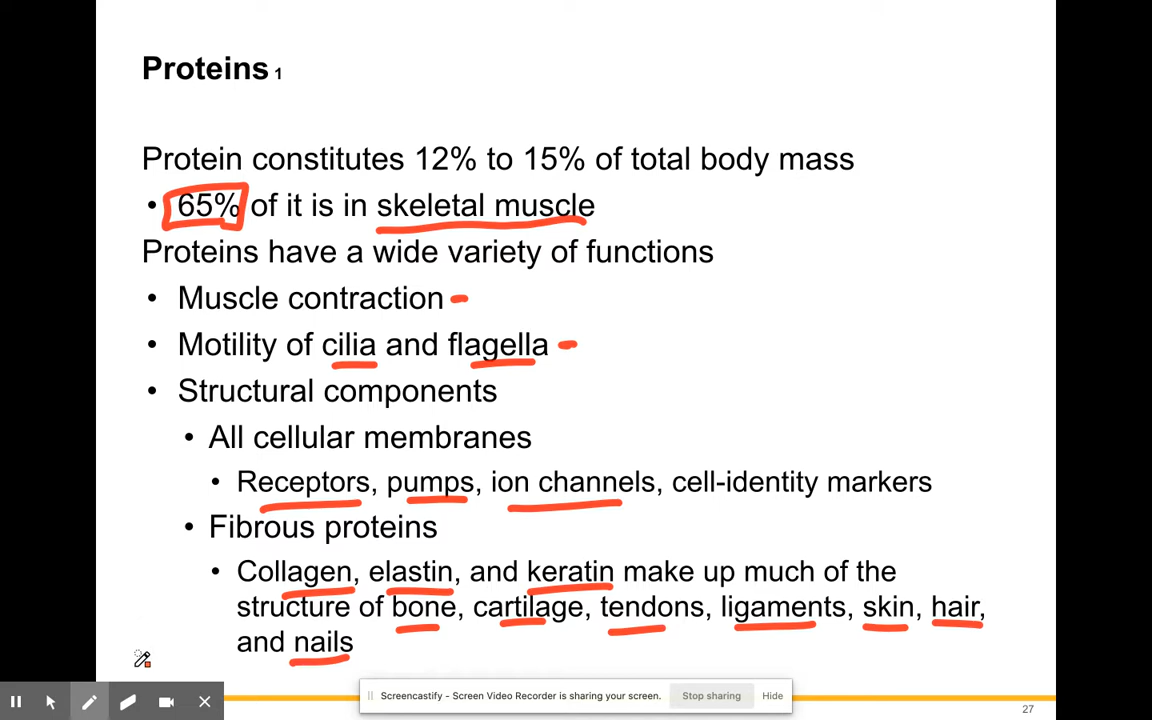 Proteins 1
Protein constitutes 12% to 15% of total body mass
• 65% of it is in skeletal muscle
Proteins have a wide variety of functions
• Muscle contraction
• Motility of cilia and flagella
• Structural components
• All cellular membranes
• Receptors, pumps, ion channels, cell-identity markers
• Fibrous proteins
• Collagen, elastin, and keratin make up much of the
structure of bone, cartilage, tendons, ligaments, skin, hair,
and nails
Screencastify - Screen Video Recorder is sharing your screen. Stop sharing Hide
27